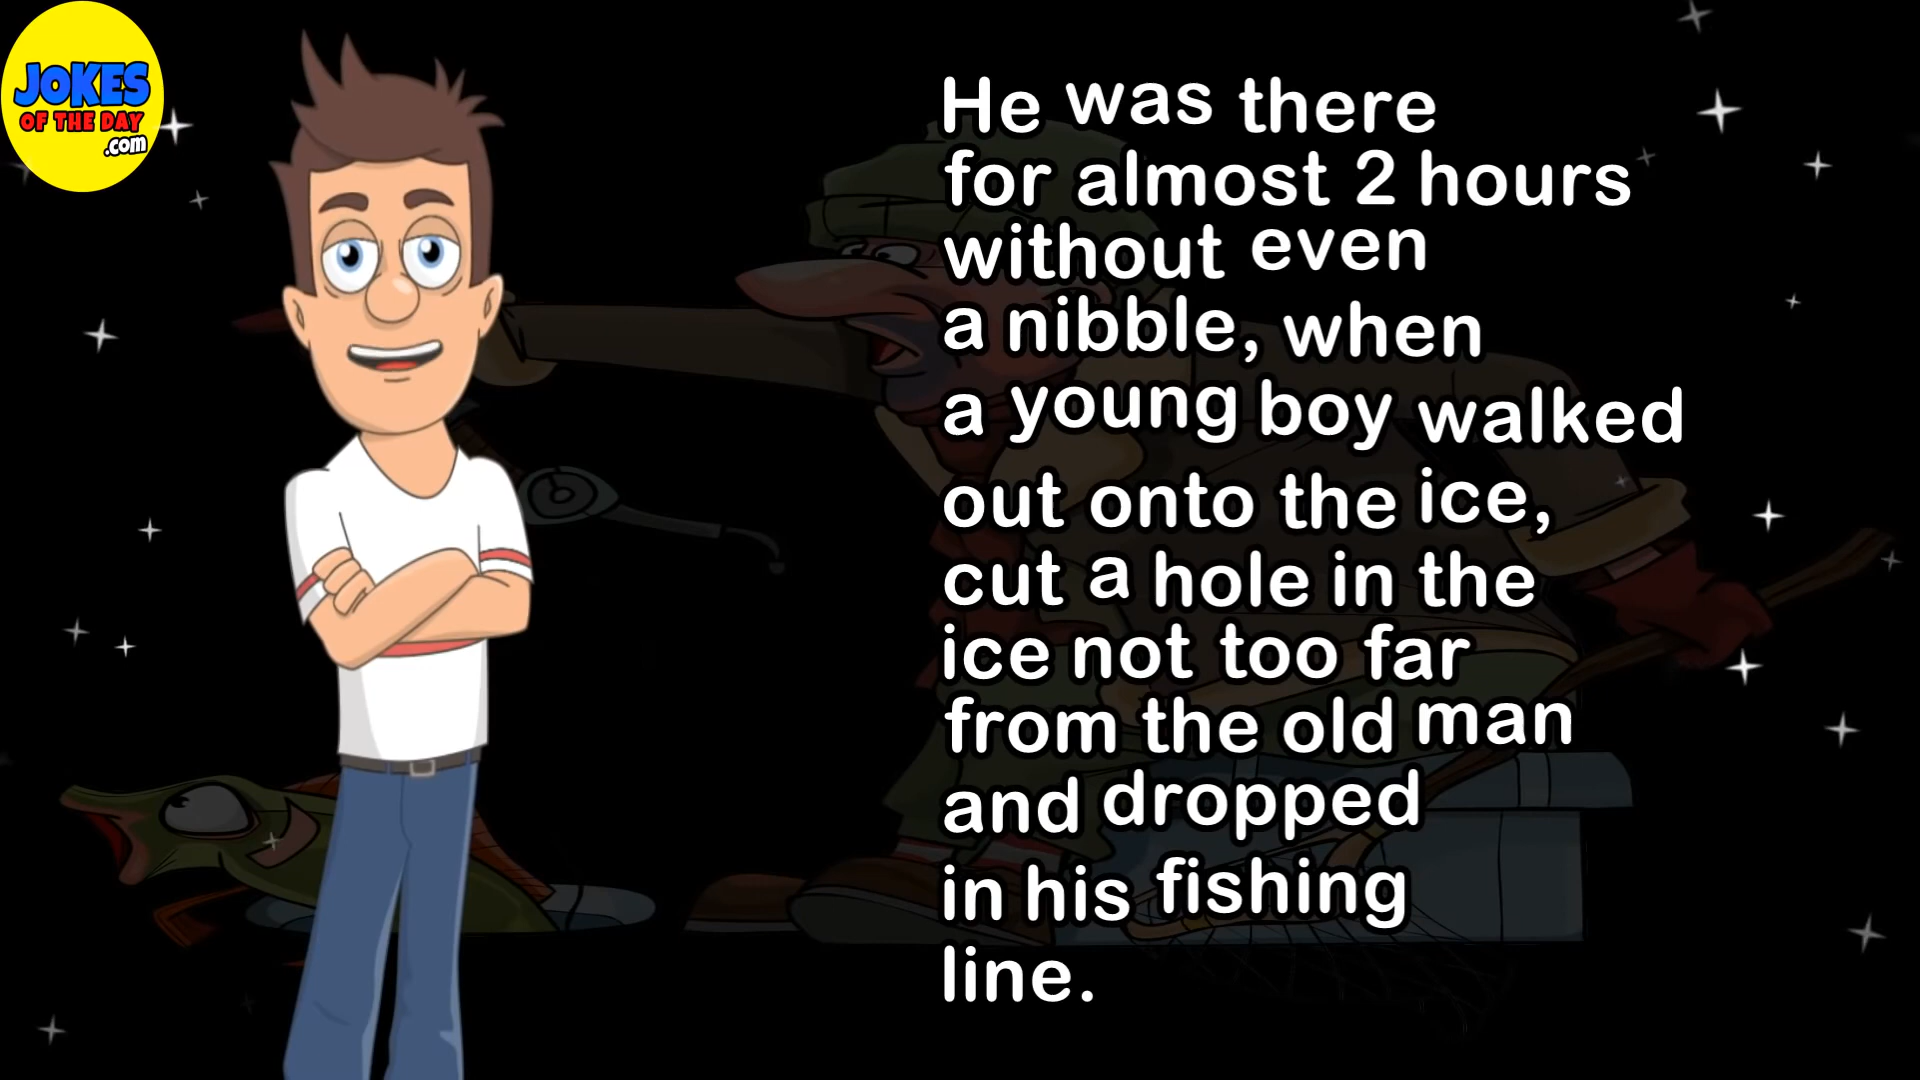 JOKES
OF THE DAY
.com
He was there
for almost 2 hours
without even
a nibble, when
a young boy walked
out onto the ice,
cut a hole in the
ice not too far
from the old man
and dropped
in his fishing
line.